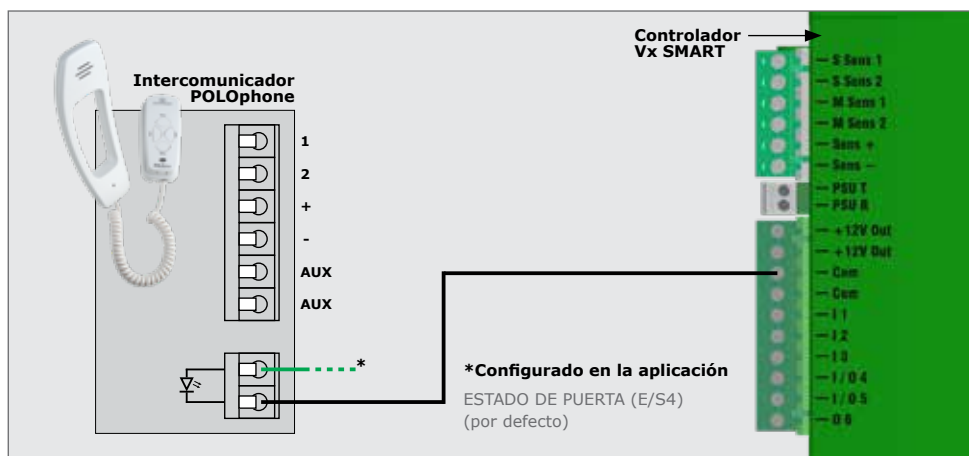 Controlador
Vx SMART
Intercomunicador
POLOphone
1
2
+
-
AUX
AUX
*
*Configurado en la aplicación
ESTADO DE PUERTA (E/S4)
(por defecto)
S Sens 1
S Sens 2
M Sens 1
M Sens 2
Sens +
Sens –
PSU T
PSU R
+12V Out
+12V Out
Com
Com
I 1
I 2
I 3
I/O 4
I/O 5
O 6